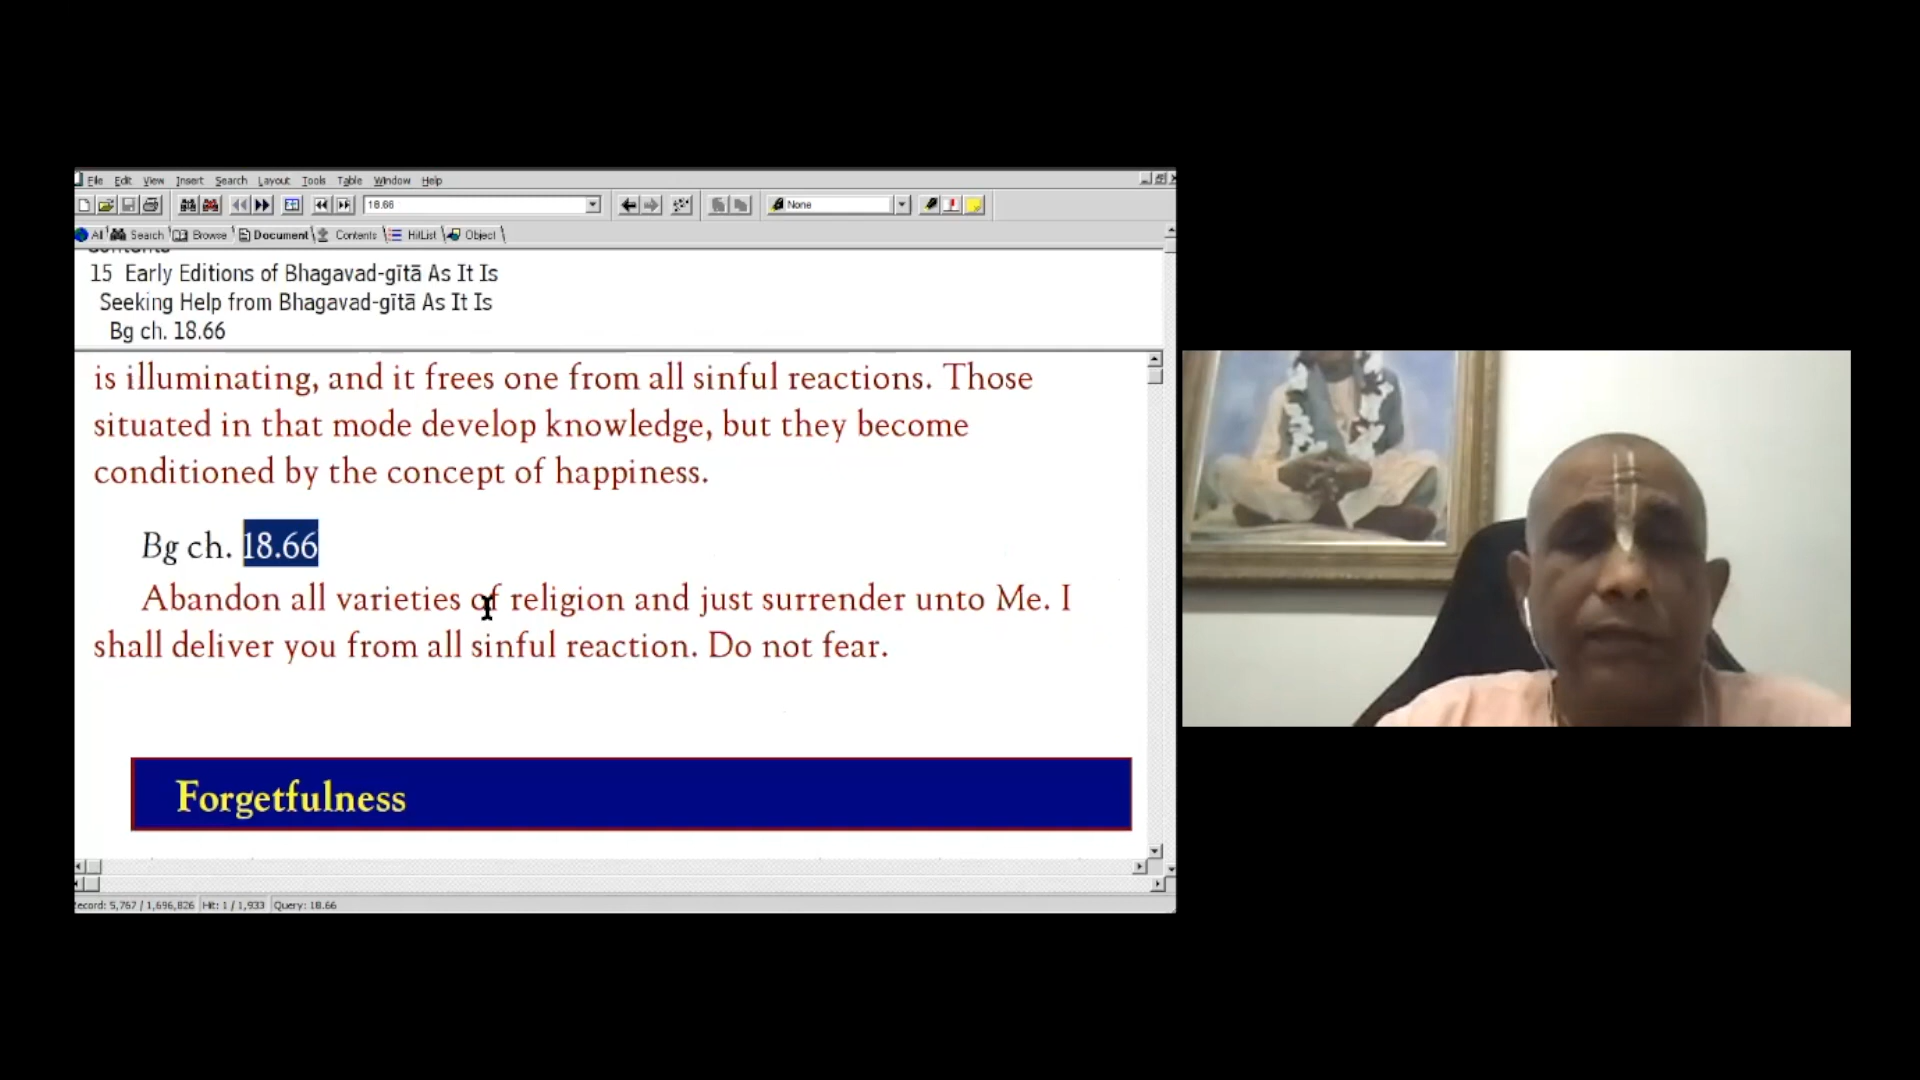 File Edit View Insert Search Layout Tools Table Window Help
18.66
None
All Search Browse Document Contents HitList Object
Contents
15 Early Editions of Bhagavad-gītā As It Is
Seeking Help from Bhagavad-gītā As It Is
Bg ch. 18.66
is illuminating, and it frees one from all sinful reactions. Those
situated in that mode develop knowledge, but they become
conditioned by the concept of happiness.
Bg ch. 18.66
Abandon all varieties of religion and just surrender unto Me. I
shall deliver you from all sinful reaction. Do not fear.
Forgetfulness
ecord: 5,767 / 1,696,826 Hit: 1 / 1,933 Query: 18.66